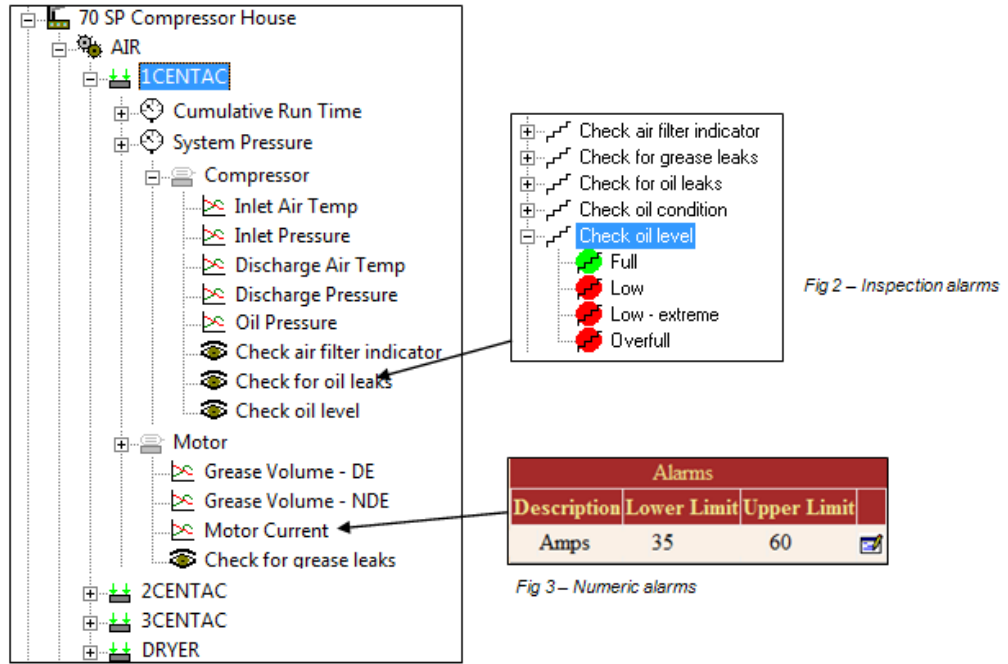 70 SP Compressor House
AIR
1CENTAC
Cumulative Run Time
System Pressure
Compressor
Inlet Air Temp
Inlet Pressure
Discharge Air Temp
Discharge Pressure
Oil Pressure
Check air filter indicator
Check for oil leaks
Check oil level
Motor
Grease Volume - DE
Grease Volume - NDE
Motor Current
Check for grease leaks
2CENTAC
3CENTAC
DRYER
Check air filter indicator
Check for grease leaks
Check for oil leaks
Check oil condition
Check oil level
Full
Low
Low - extreme
Overfull
Fig 2 – Inspection alarms
Alarms
Description Lower Limit Upper Limit
Amps 35 60
Fig 3 – Numeric alarms